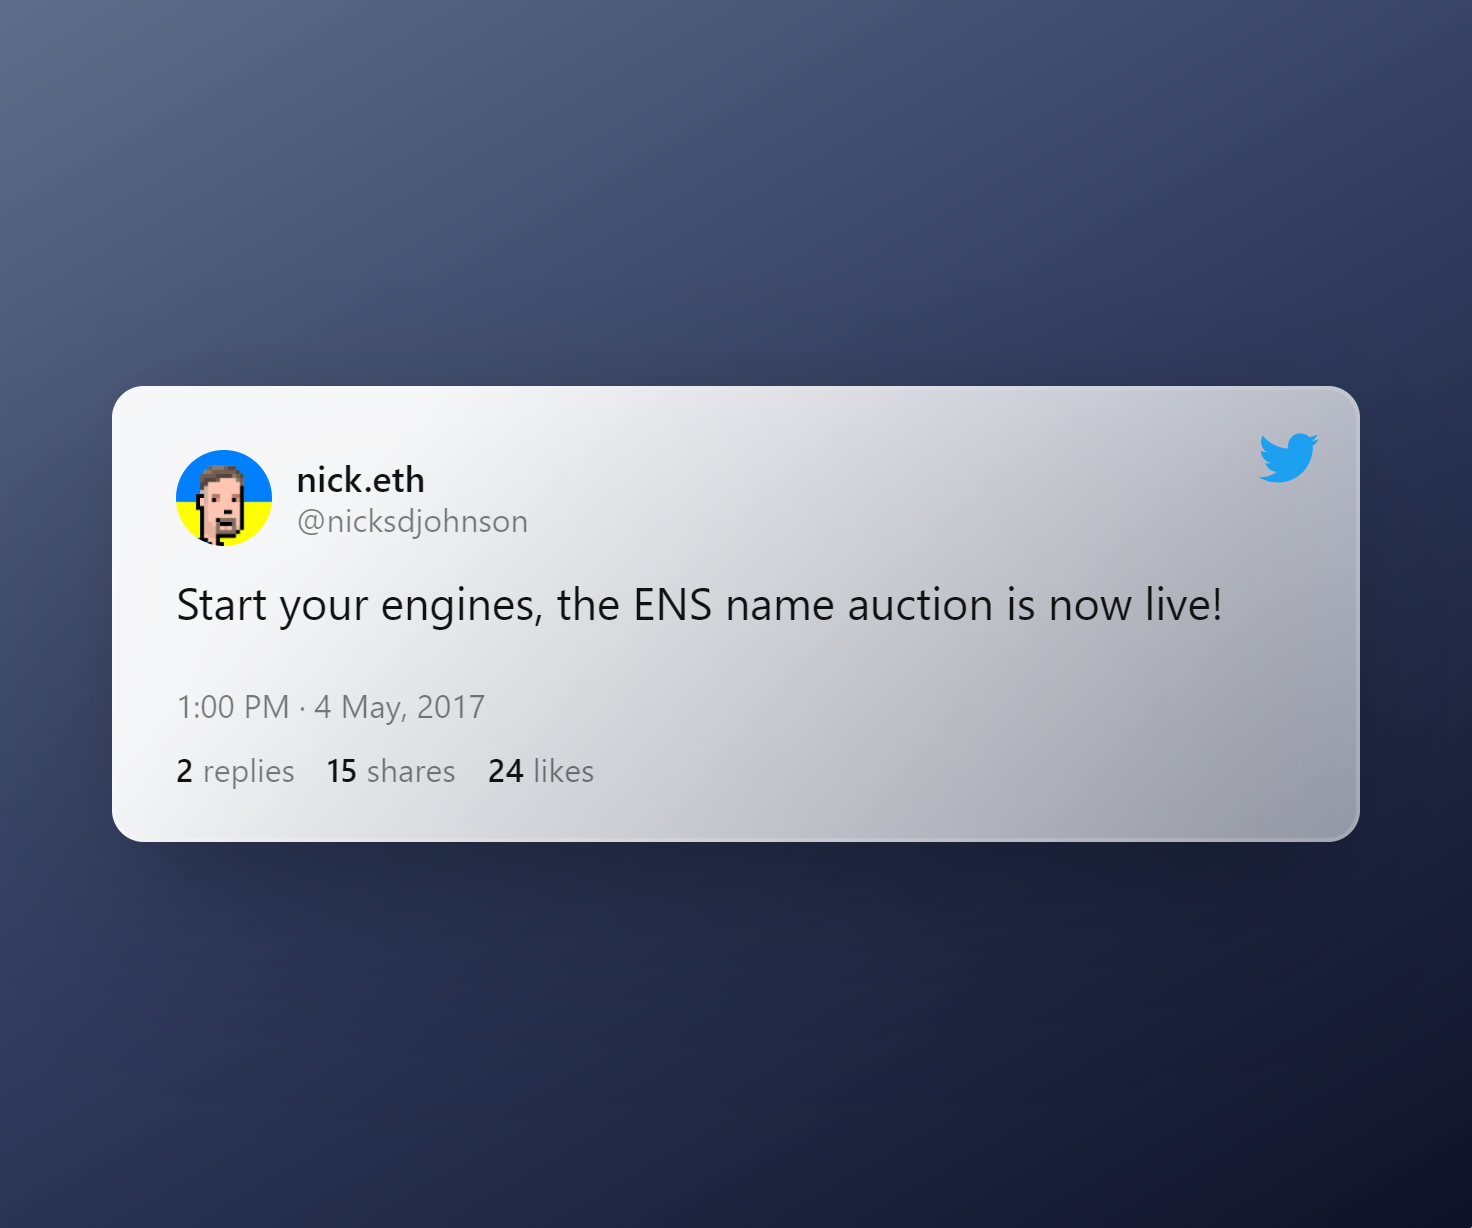 nick.eth
@nicksdjohnson
Start your engines, the ENS name auction is now live!
1:00 PM · 4 May, 2017
2 replies 15 shares 24 likes